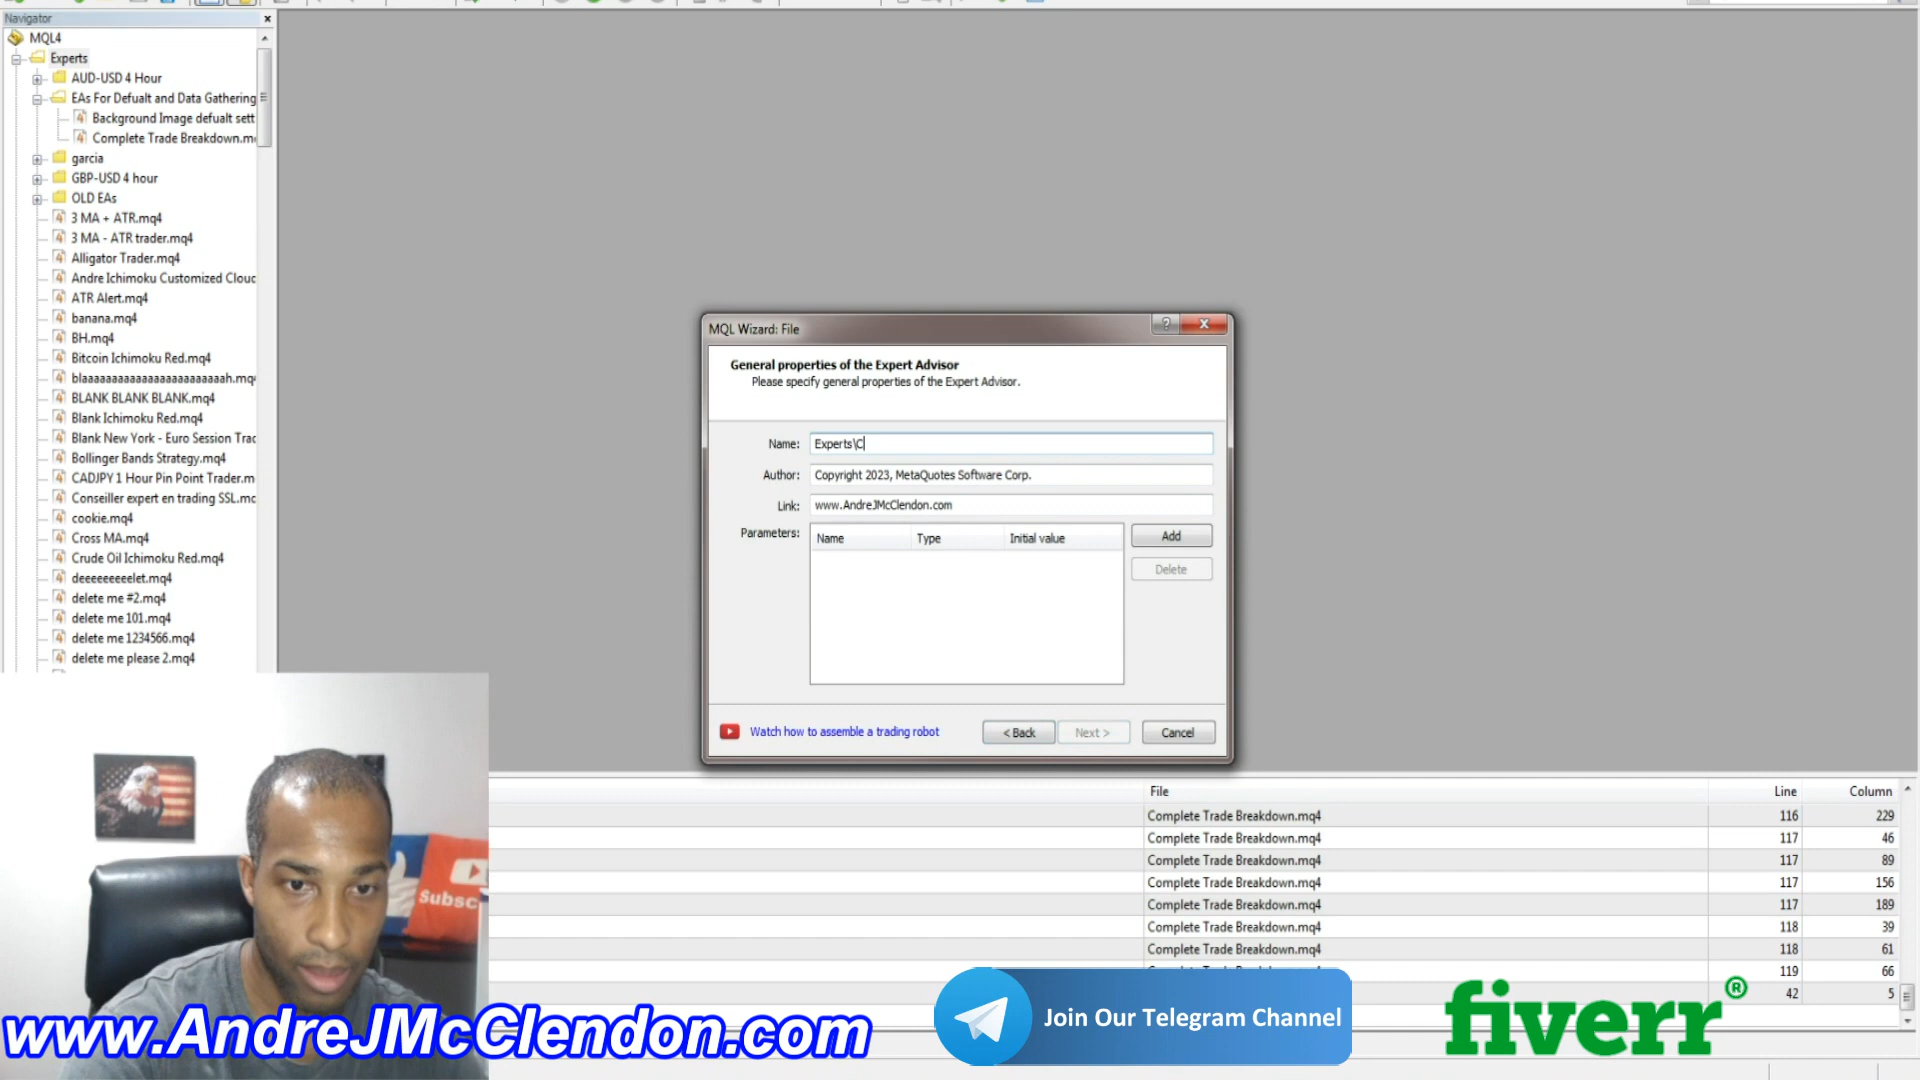 Navigator
MQL4
Experts
AUD-USD 4 Hour
EAs For Defualt and Data Gathering
Background Image defualt sett
Complete Trade Breakdown.m
garcia
GBP-USD 4 hour
OLD EAs
3 MA + ATR.mq4
3 MA - ATR trader.mq4
Alligator Trader.mq4
Andre Ichimoku Customized Cloud
ATR Alert.mq4
banana.mq4
BH.mq4
Bitcoin Ichimoku Red.mq4
BLANK BLANK BLANK.mq4
Blank Ichimoku Red.mq4
Blank New York - Euro Session Trad
Bollinger Bands Strategy.mq4
CADJPY 1 Hour Pin Point Trader.m
Conseiller expert en trading SSL.mc
cookie.mq4
Cross MA.mq4
Crude Oil Ichimoku Red.mq4
delete me #2.mq4
delete me 101.mq4
delete me 1234566.mq4
delete me please 2.mq4
MQL Wizard: File
General properties of the Expert Advisor
Please specify general properties of the Expert Advisor.
Name: Experts\C
Author: Copyright 2023, MetaQuotes Software Corp.
Link: www.AndreJMcClendon.com
Parameters: Name Type Initial value
Add
Delete
Watch how to assemble a trading robot
< Back Next > Cancel
File Line Column
Complete Trade Breakdown.mq4 116 229
Complete Trade Breakdown.mq4 117 46
Complete Trade Breakdown.mq4 117 89
Complete Trade Breakdown.mq4 117 156
Complete Trade Breakdown.mq4 117 189
Complete Trade Breakdown.mq4 118 39
Complete Trade Breakdown.mq4 118 61
119 66
42 5
Subsc
www.AndreJMcClendon.com
Join Our Telegram Channel
fiverr®